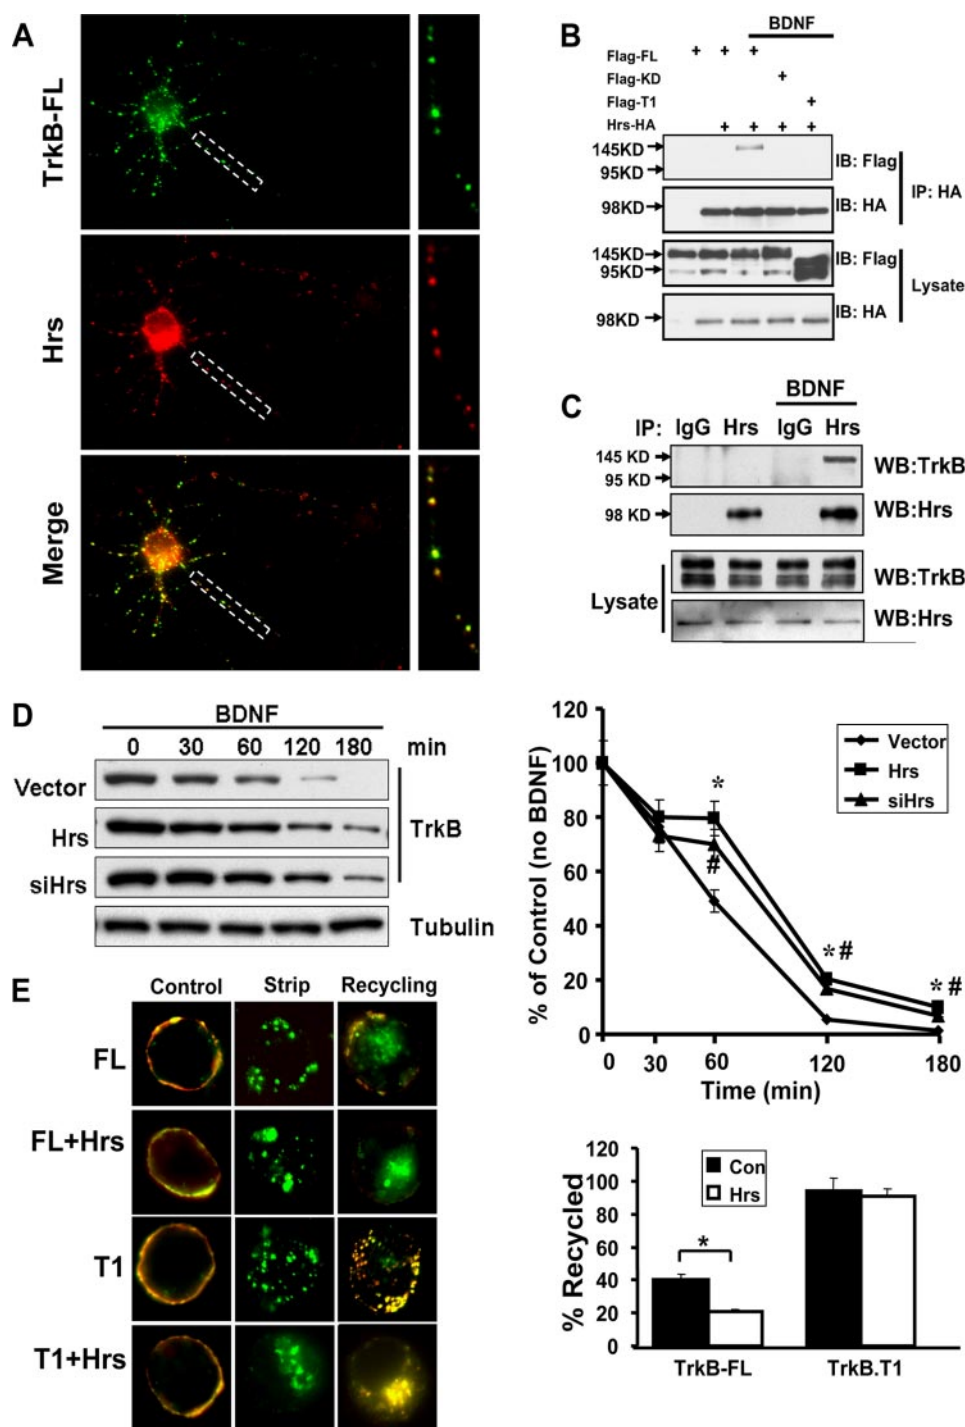 A
TrkB-FL
Hrs
Merge
B
BDNF
Flag-FL + + +
Flag-KD +
Flag-T1 +
Hrs-HA + + + +
145KD
95KD
IB: Flag
98KD
IB: HA
IP: HA
145KD
95KD
IB: Flag
98KD
IB: HA
Lysate
C
BDNF
IP: IgG Hrs IgG Hrs
145 KD
95 KD
WB:TrkB
98 KD
WB:Hrs
WB:TrkB
WB:Hrs
Lysate
D
BDNF
0 30 60 120 180 min
Vector
Hrs
siHrs
TrkB
Tubulin
% of Control (no BDNF)
120
100
80
60
40
20
0
Vector
Hrs
siHrs
*
#
* #
* #
0 30 60 120 180
Time (min)
E
Control Strip Recycling
FL
FL+Hrs
T1
T1+Hrs
% Recycled
120
100
80
60
40
20
0
Con
Hrs
*
TrkB-FL TrkB.T1